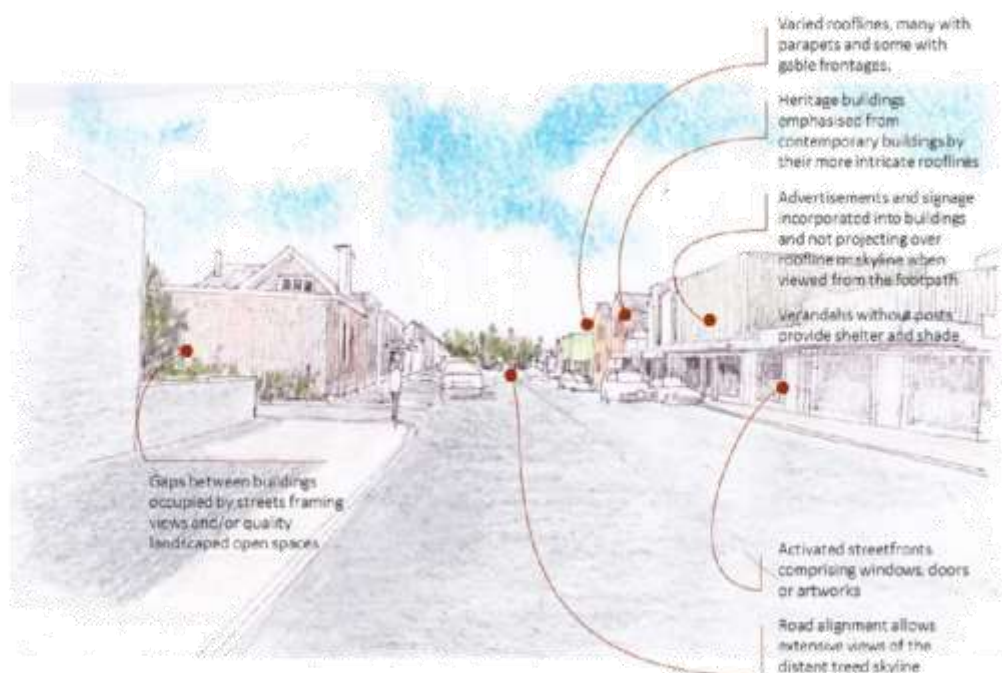 Varied rooflines, many with
parapets and some with
gable frontages.
Heritage buildings
emphasised from
contemporary buildings by
their more intricate rooflines
Advertisements and signage
incorporated into buildings
and not projecting over
roofline or skyline when
viewed from the footpath
Verandahs without posts
provide shelter and shade
Gaps between buildings
occupied by streets framing
views and/or quality
landscaped open spaces
Activated streetfronts
comprising windows, doors
or artworks
Road alignment allows
extensive views of the
distant treed skyline